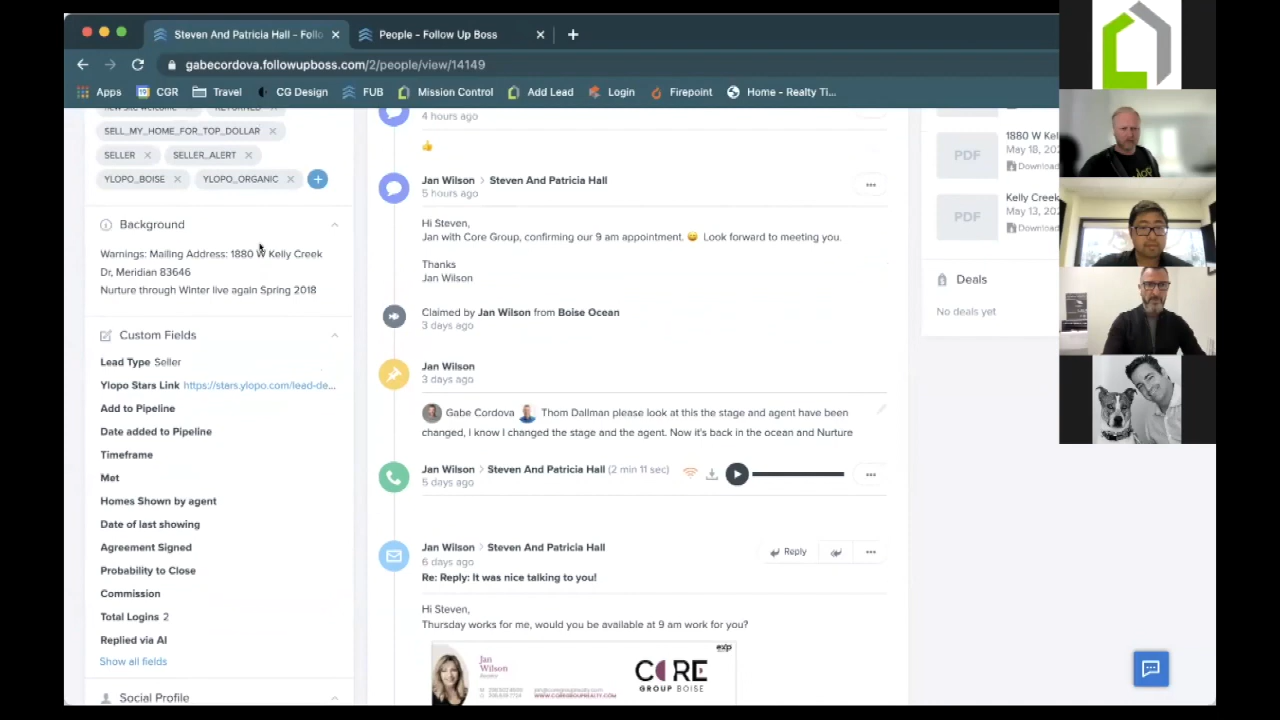 Steven And Patricia Hall - Follo
People - Follow Up Boss
gabecordova.followupboss.com/2/people/view/14149
Apps
CGR
Travel
CG Design
FUB
Mission Control
Add Lead
Login
Firepoint
Home - Realty Ti...
new site welcome
RETURNED
SELL_MY_HOME_FOR_TOP_DOLLAR
SELLER
SELLER_ALERT
YLOPO_BOISE
YLOPO_ORGANIC
Background
Warnings: Mailing Address: 1880 W Kelly Creek
Dr, Meridian 83646
Nurture through Winter live again Spring 2018
Custom Fields
Lead Type Seller
Ylopo Stars Link https://stars.ylopo.com/lead-de...
Add to Pipeline
Date added to Pipeline
Timeframe
Met
Homes Shown by agent
Date of last showing
Agreement Signed
Probability to Close
Commission
Total Logins 2
Replied via AI
Show all fields
Social Profile
4 hours ago
Jan Wilson > Steven And Patricia Hall
5 hours ago
Hi Steven,
Jan with Core Group, confirming our 9 am appointment. 😄 Look forward to meeting you.
Thanks
Jan Wilson
Claimed by Jan Wilson from Boise Ocean
3 days ago
Jan Wilson
3 days ago
Gabe Cordova Thom Dallman please look at this the stage and agent have been
changed, I know I changed the stage and the agent. Now it's back in the ocean and Nurture
Jan Wilson > Steven And Patricia Hall (2 min 11 sec)
5 days ago
Jan Wilson > Steven And Patricia Hall
6 days ago
Reply
Re: Reply: It was nice talking to you!
Hi Steven,
Thursday works for me, would you be available at 9 am work for you?
Jan
Wilson
CORE
GROUP BOISE
exp
PDF
1880 W Kel
May 18, 202
Download
PDF
Kelly Creek
May 13, 202
Download
Deals
No deals yet